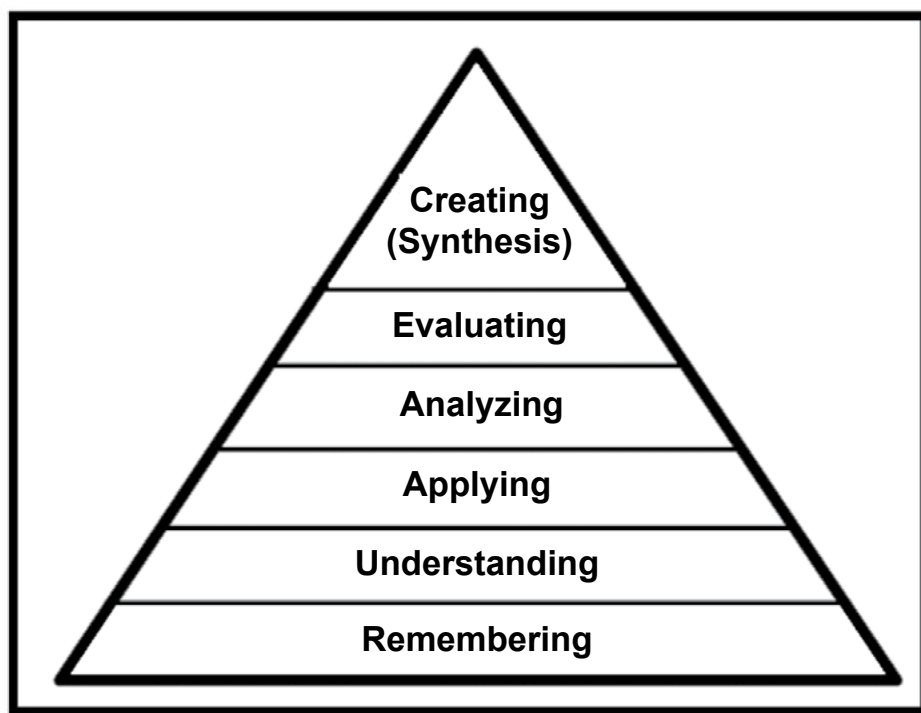 Creating
(Synthesis)
Evaluating
Analyzing
Applying
Understanding
Remembering